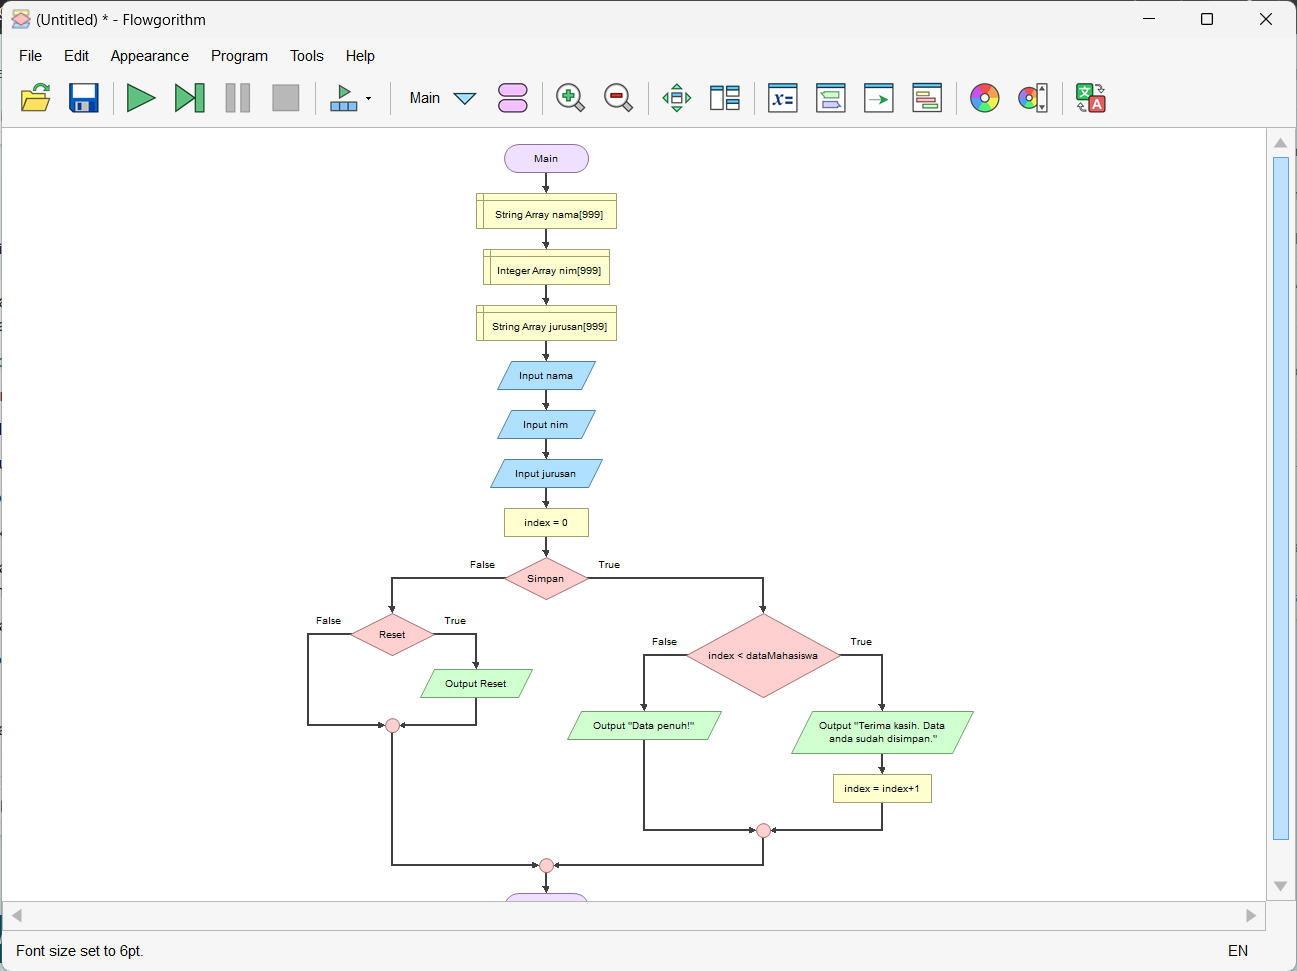 (Untitled) * - Flowgorithm
File Edit Appearance Program Tools Help
Main
Main
String Array nama[999]
Integer Array nim[999]
String Array jurusan[999]
Input nama
Input nim
Input jurusan
index = 0
False
True
Simpan
False
True
Reset
Output Reset
False
True
index < dataMahasiswa
Output "Data penuh!"
Output "Terima kasih. Data
anda sudah disimpan."
index = index+1
Font size set to 6pt.
EN